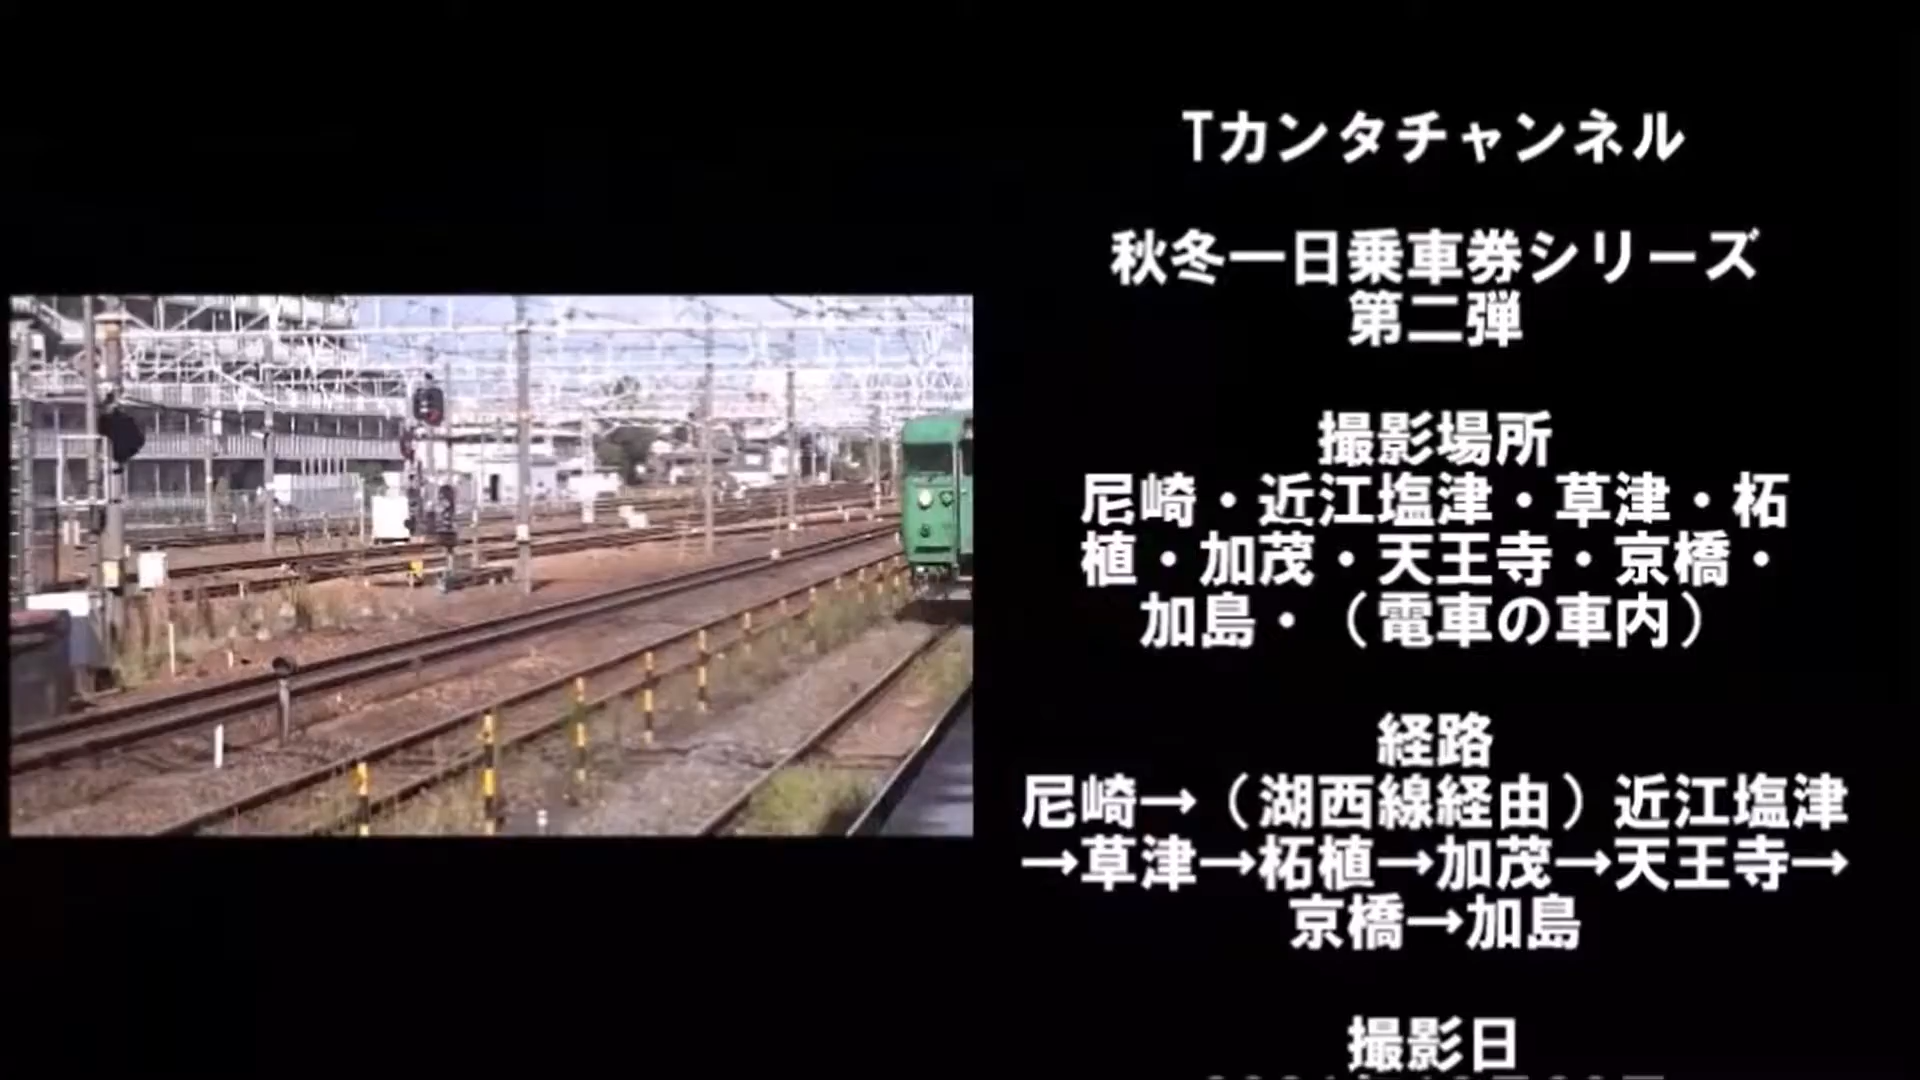 Tカンタチャンネル
秋冬一日乗車券シリーズ
第二弾
撮影場所
尼崎・近江塩津・草津・柘
植・加茂・天王寺・京橋・
加島・（電車の車内）
経路
尼崎→（湖西線経由）近江塩津
→草津→柘植→加茂→天王寺→
京橋→加島
撮影日